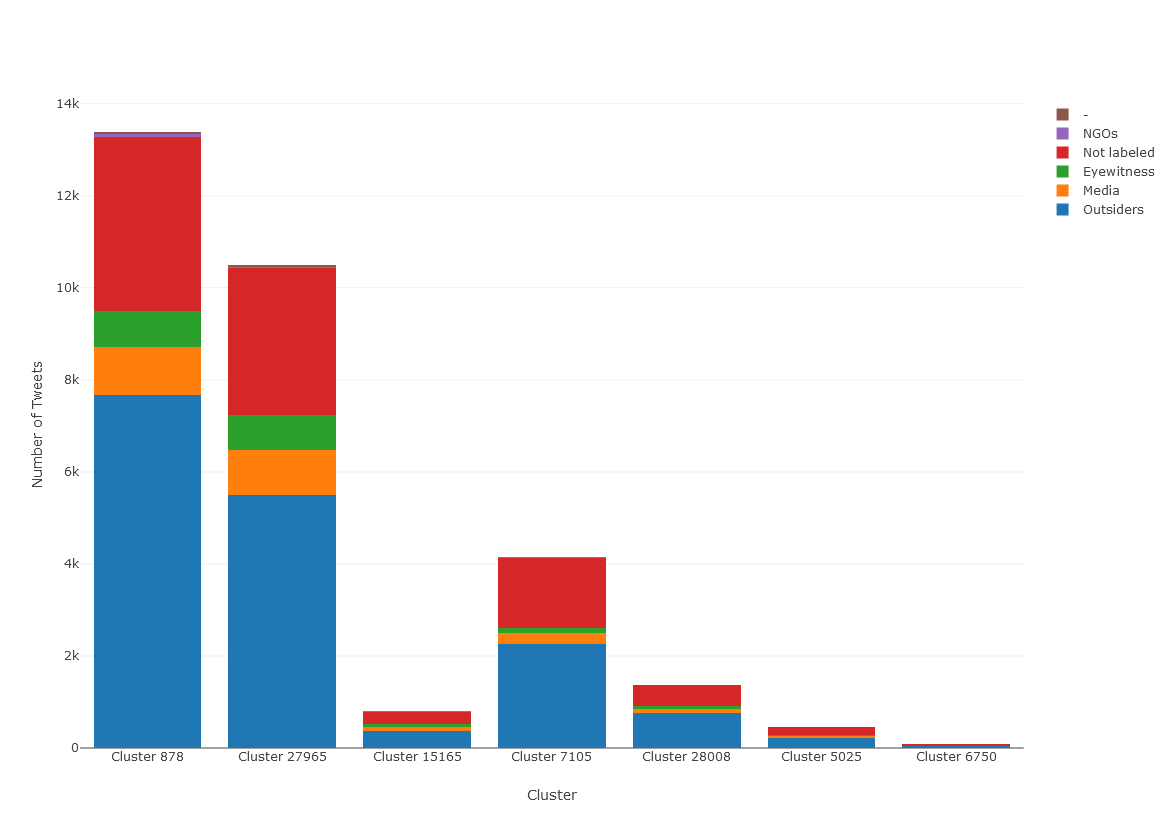 14k
12k
10k
8k
6k
4k
2k
0
Number of Tweets
Cluster 878
Cluster 27965
Cluster 15165
Cluster 7105
Cluster 28008
Cluster 5025
Cluster 6750
Cluster
-
NGOs
Not labeled
Eyewitness
Media
Outsiders